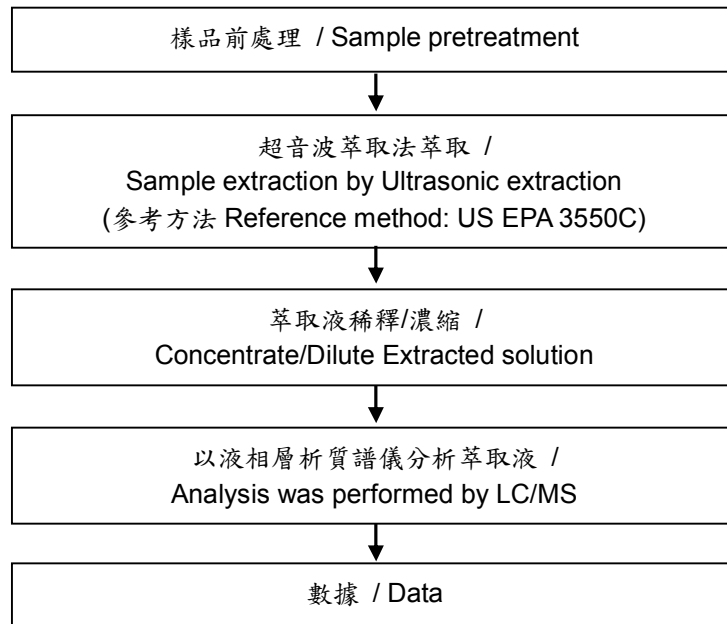 樣品前處理 / Sample pretreatment
超音波萃取法萃取 /
Sample extraction by Ultrasonic extraction
(參考方法 Reference method: US EPA 3550C)
萃取液稀釋/濃縮 /
Concentrate/Dilute Extracted solution
以液相層析質譜儀分析萃取液 /
Analysis was performed by LC/MS
數據 / Data